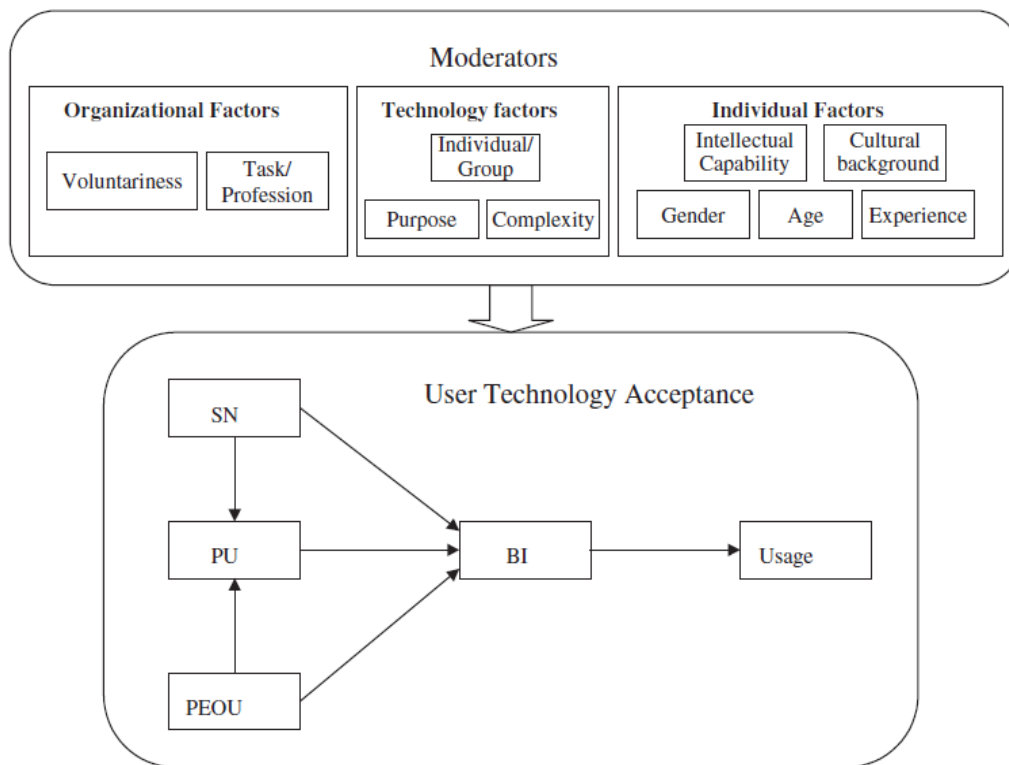 Moderators
Organizational Factors
Voluntariness
Task/
Profession
Technology factors
Individual/
Group
Purpose
Complexity
Individual Factors
Intellectual
Capability
Cultural
background
Gender
Age
Experience
User Technology Acceptance
SN
PU
BI
Usage
PEOU